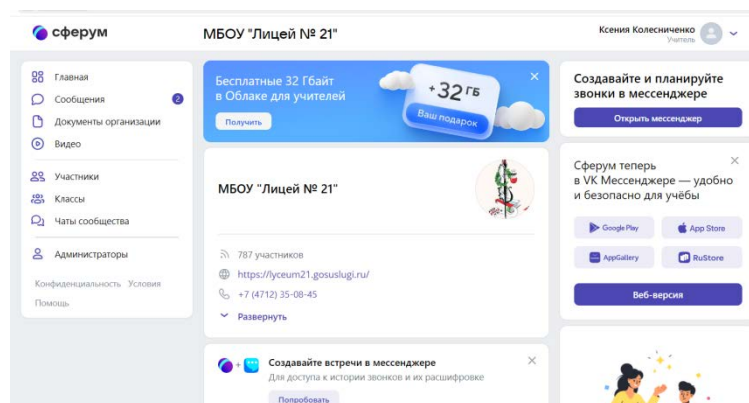 сферум
МБОУ "Лицей № 21"
Ксения Колесниченко
Учитель
Главная
Сообщения 2
Документы организации
Видео
Участники
Классы
Чаты сообщества
Администраторы
Конфиденциальность Условия
Помощь
Бесплатные 32 Гбайт
в Облаке для учителей
Получить
+32 ГБ
Ваш подарок
МБОУ "Лицей № 21"
787 участников
https://lyceum21.gosuslugi.ru/
+7 (4712) 35-08-45
Развернуть
Создавайте встречи в мессенджере
Для доступа к истории звонков и их расшифровке
Попробовать
Создавайте и планируйте
звонки в мессенджере
Открыть мессенджер
Сферум теперь
в VK Мессенджере — удобно
и безопасно для учёбы
Google Play
App Store
AppGallery
RuStore
Веб-версия